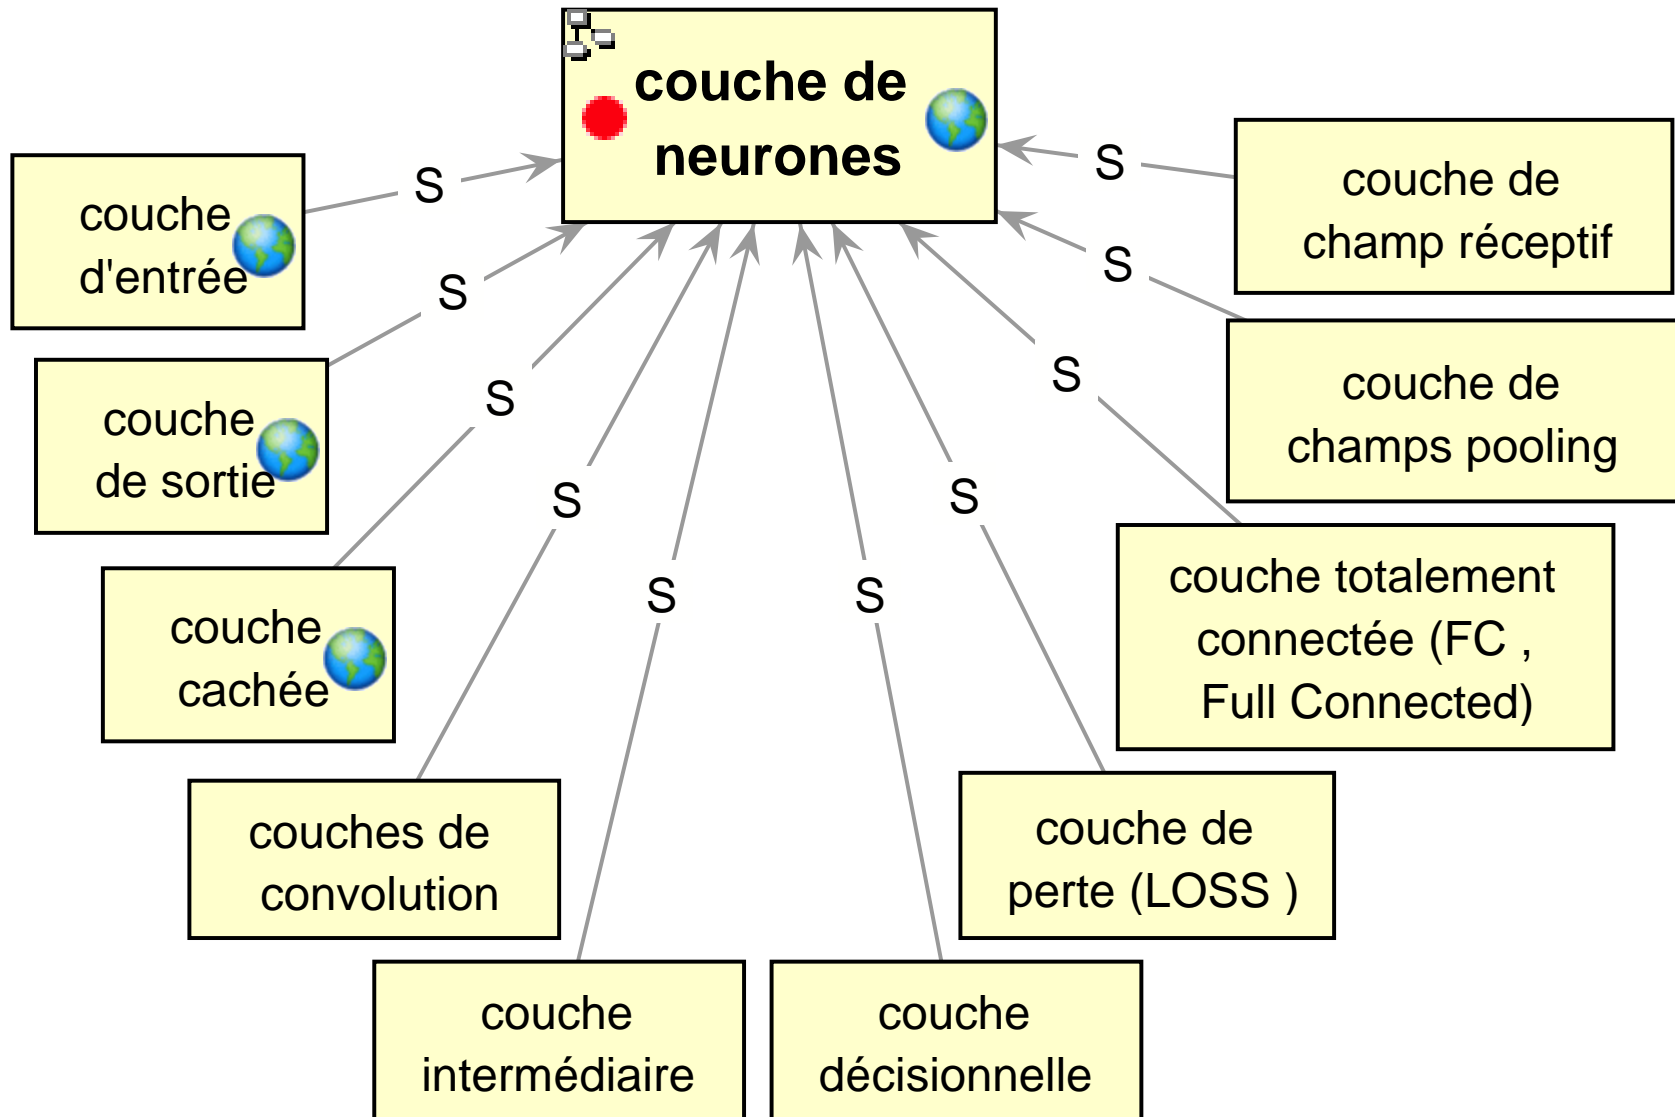 couche de
neurones
couche
d'entrée
S
S
couche de
champ réceptif
couche
de sortie
S
S
couche de
champs pooling
couche
cachée
S
S
couche totalement
connectée (FC ,
Full Connected)
couches de
convolution
S
S
couche de
perte (LOSS )
couche
intermédiaire
S
S
couche
décisionnelle